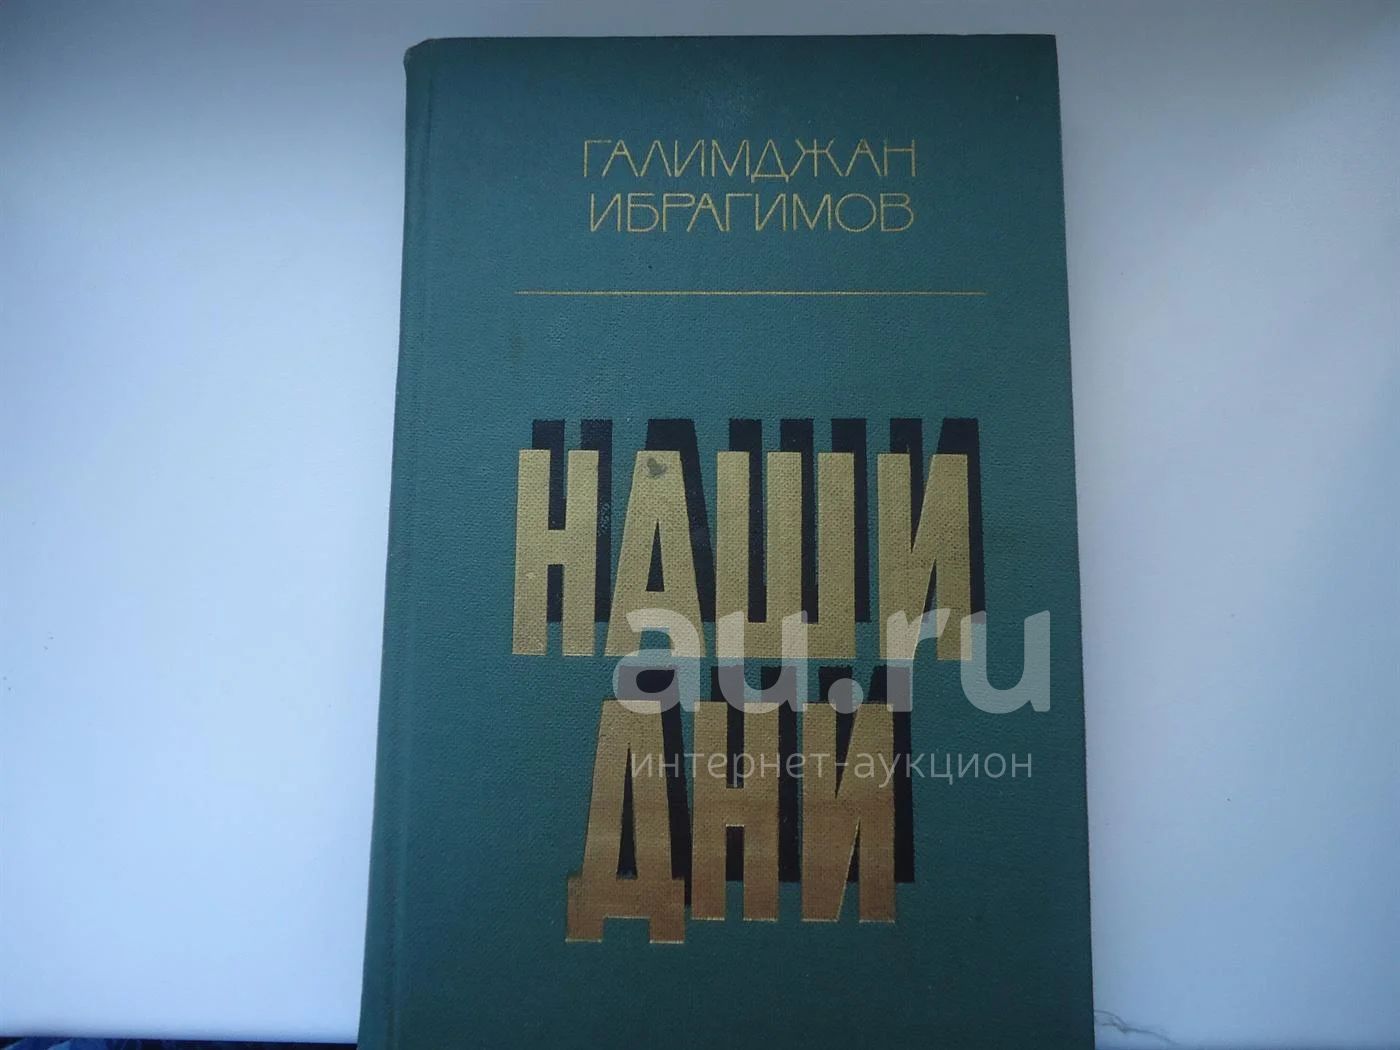 ГАЛИМДЖАН
ИБРАГИМОВ
НАШИ
ДНИ
au.ru
интернет-аукцион